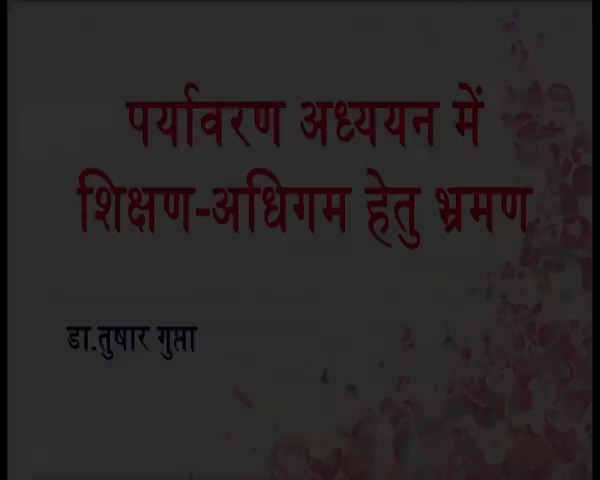 पर्यावरण अध्ययन में
शिक्षण-अधिगम हेतु भ्रमण
डा.तुषार गुप्ता